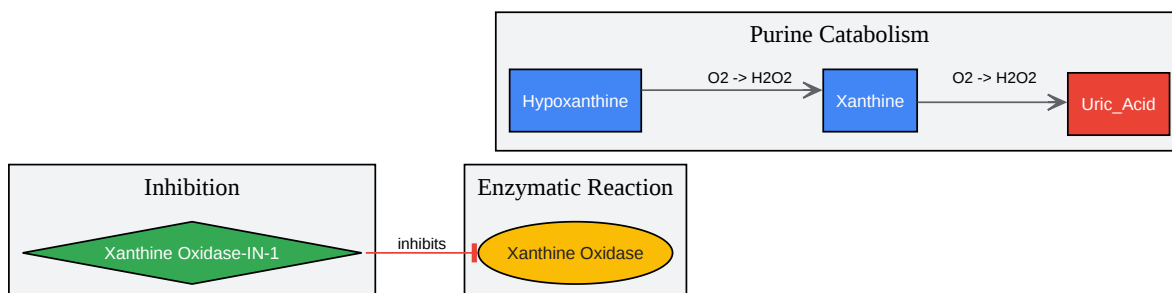 Purine Catabolism
O2 -> H2O2
O2 -> H2O2
Hypoxanthine
Xanthine
Uric_Acid
Inhibition
Enzymatic Reaction
Xanthine Oxidase-IN-1
inhibits
Xanthine Oxidase